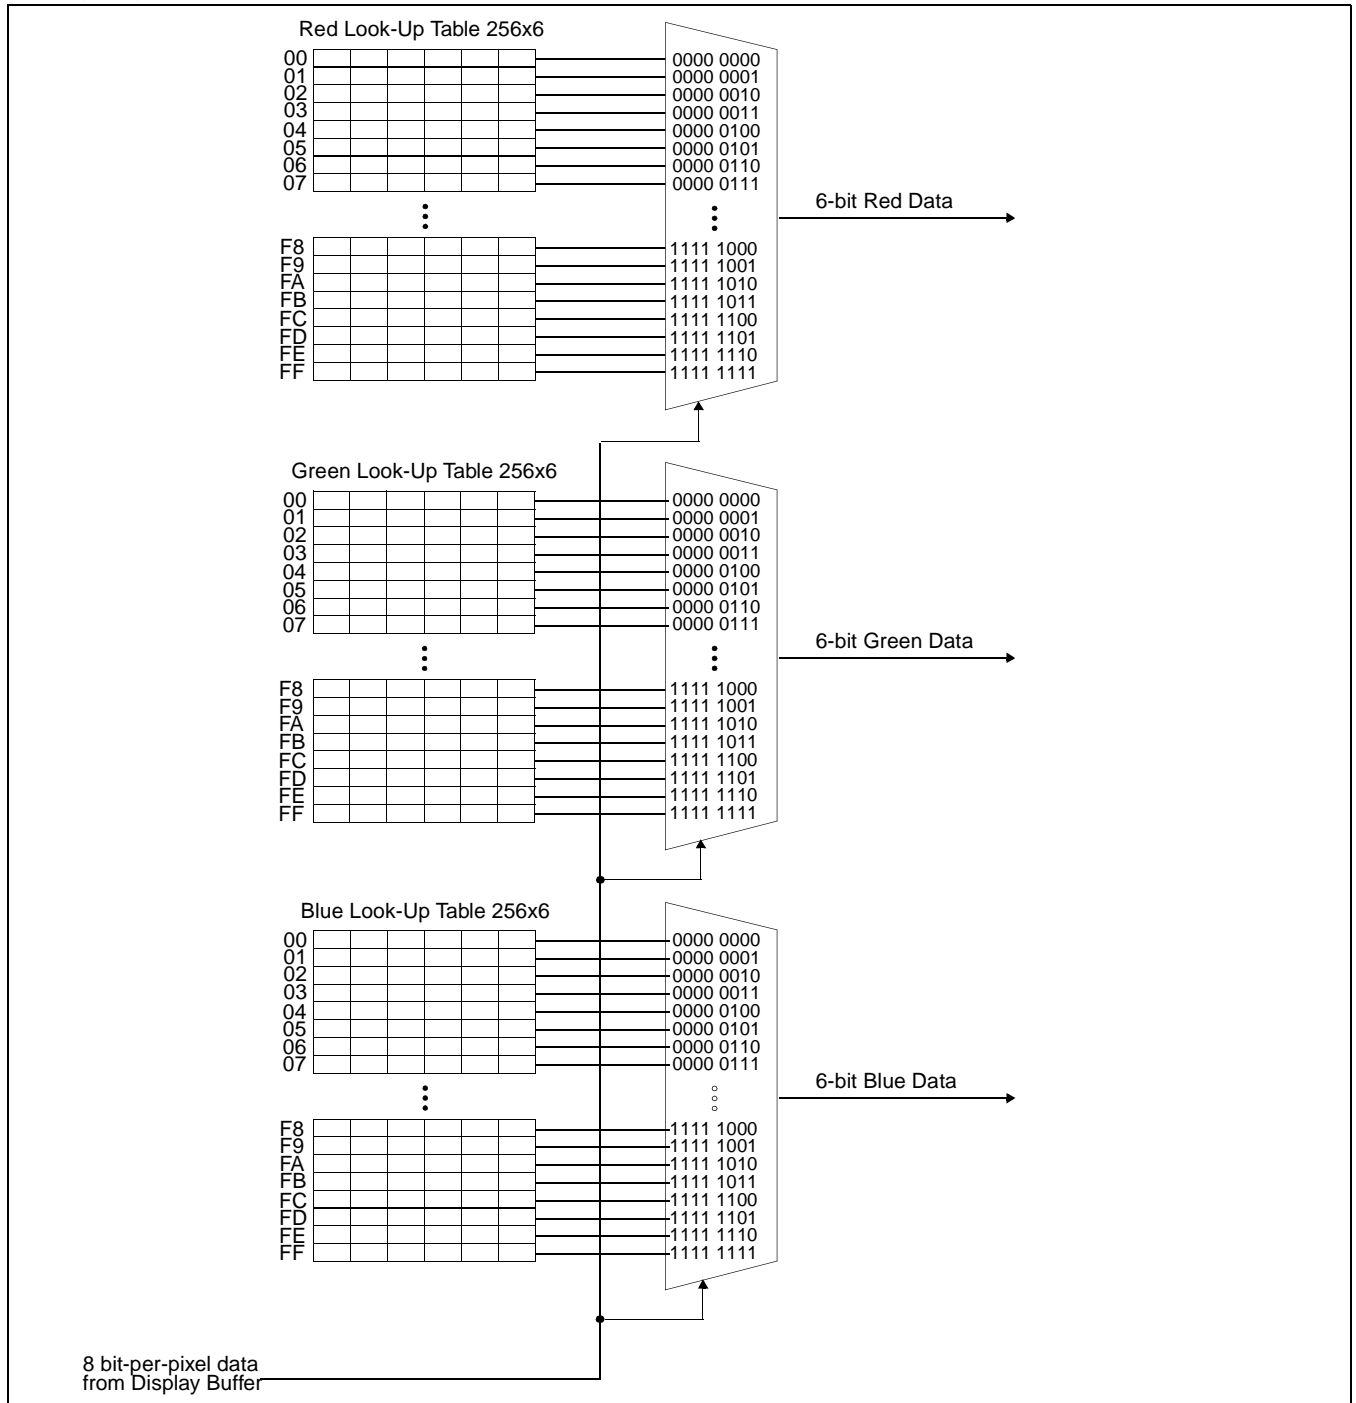 Red Look-Up Table 256x6
00 0000 0000
01 0000 0001
02 0000 0010
03 0000 0011
04 0000 0100
05 0000 0101
06 0000 0110
07 0000 0111
6-bit Red Data
F8 1111 1000
F9 1111 1001
FA 1111 1010
FB 1111 1011
FC 1111 1100
FD 1111 1101
FE 1111 1110
FF 1111 1111
Green Look-Up Table 256x6
00 0000 0000
01 0000 0001
02 0000 0010
03 0000 0011
04 0000 0100
05 0000 0101
06 0000 0110
07 0000 0111
6-bit Green Data
F8 1111 1000
F9 1111 1001
FA 1111 1010
FB 1111 1011
FC 1111 1100
FD 1111 1101
FE 1111 1110
FF 1111 1111
Blue Look-Up Table 256x6
00 0000 0000
01 0000 0001
02 0000 0010
03 0000 0011
04 0000 0100
05 0000 0101
06 0000 0110
07 0000 0111
6-bit Blue Data
F8 1111 1000
F9 1111 1001
FA 1111 1010
FB 1111 1011
FC 1111 1100
FD 1111 1101
FE 1111 1110
FF 1111 1111
8 bit-per-pixel data
from Display Buffer